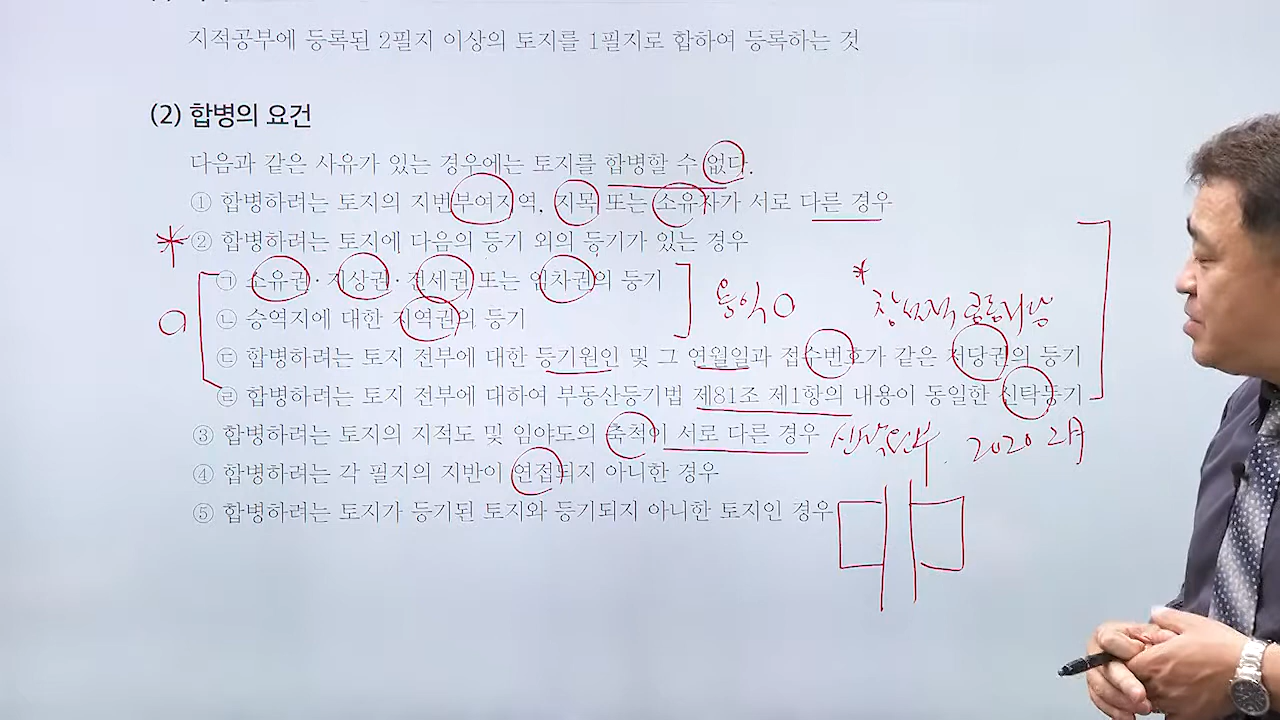 지적공부에 등록된 2필지 이상의 토지를 1필지로 합하여 등록하는 것
(2) 합병의 요건
다음과 같은 사유가 있는 경우에는 토지를 합병할 수 없다.
① 합병하려는 토지의 지번부여지역, 지목 또는 소유자가 서로 다른 경우
② 합병하려는 토지에 다음의 등기 외의 등기가 있는 경우
㉠ 소유권·지상권·전세권 또는 임차권의 등기
용익 O
창설적 공동저당
㉡ 승역지에 대한 지역권의 등기
㉢ 합병하려는 토지 전부에 대한 등기원인 및 그 연월일과 접수번호가 같은 저당권의 등기
㉣ 합병하려는 토지 전부에 대하여 부동산등기법 제81조 제1항의 내용이 동일한 신탁등기
③ 합병하려는 토지의 지적도 및 임야도의 축척이 서로 다른 경우
신탁원부. 2020 2月
④ 합병하려는 각 필지의 지반이 연접되지 아니한 경우
⑤ 합병하려는 토지가 등기된 토지와 등기되지 아니한 토지인 경우